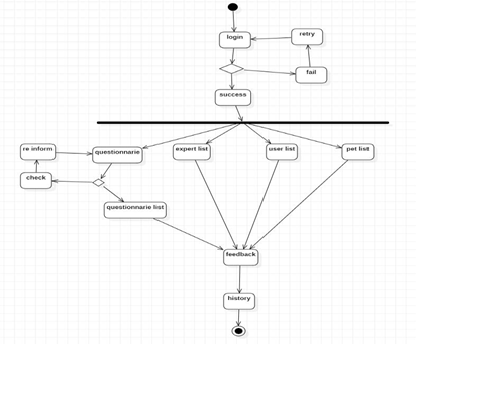 login
retry
fail
success
re inform
questionnarie
expert list
user list
pet list
check
questionnarie list
feedback
history